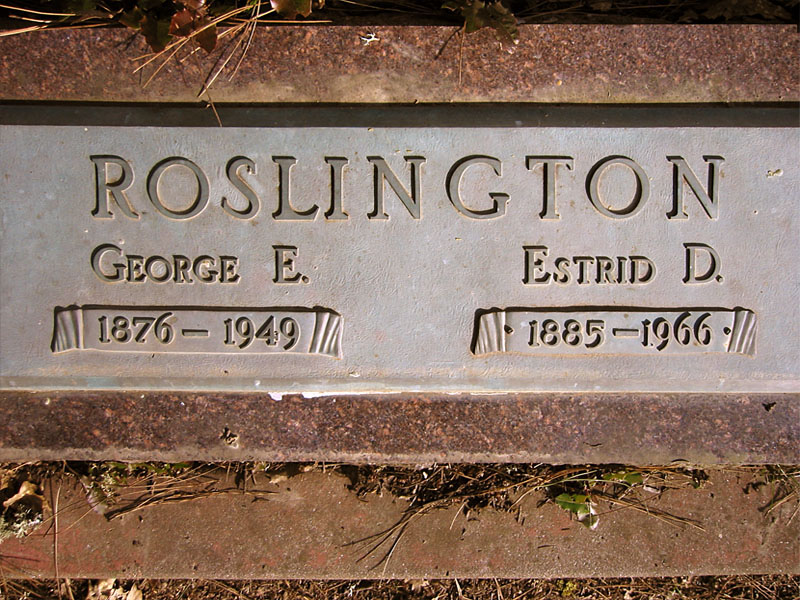 ROSLINGTON
GEORGE E. ESTRID D.
1876 – 1949 1885 – 1966